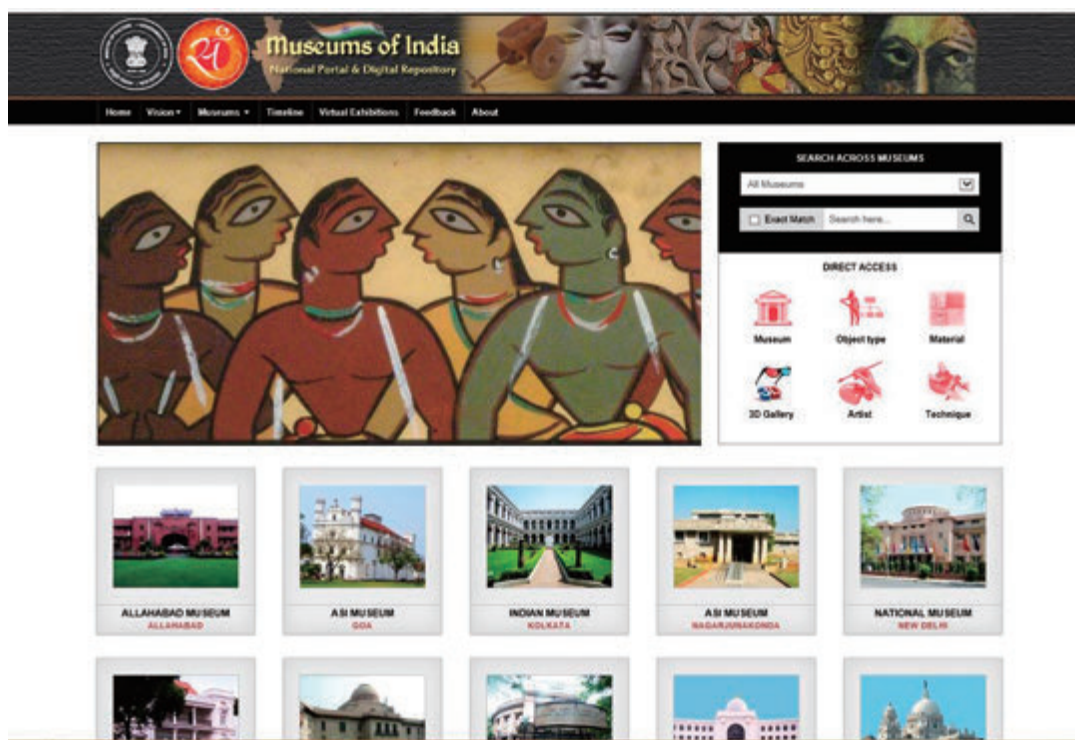 Museums of India
National Portal & Digital Repository
Home Vision Museums Timeline Virtual Exhibitions Feedback About
SEARCH ACROSS MUSEUMS
All Museums
Exact Match Search here...
DIRECT ACCESS
Museum Object type Material
3D Gallery Artist Technique
ALLAHABAD MUSEUM
ALLAHABAD
ASI MUSEUM
GOA
INDIAN MUSEUM
KOLKATA
ASI MUSEUM
NAGARJUNAKONDA
NATIONAL MUSEUM
NEW DELHI